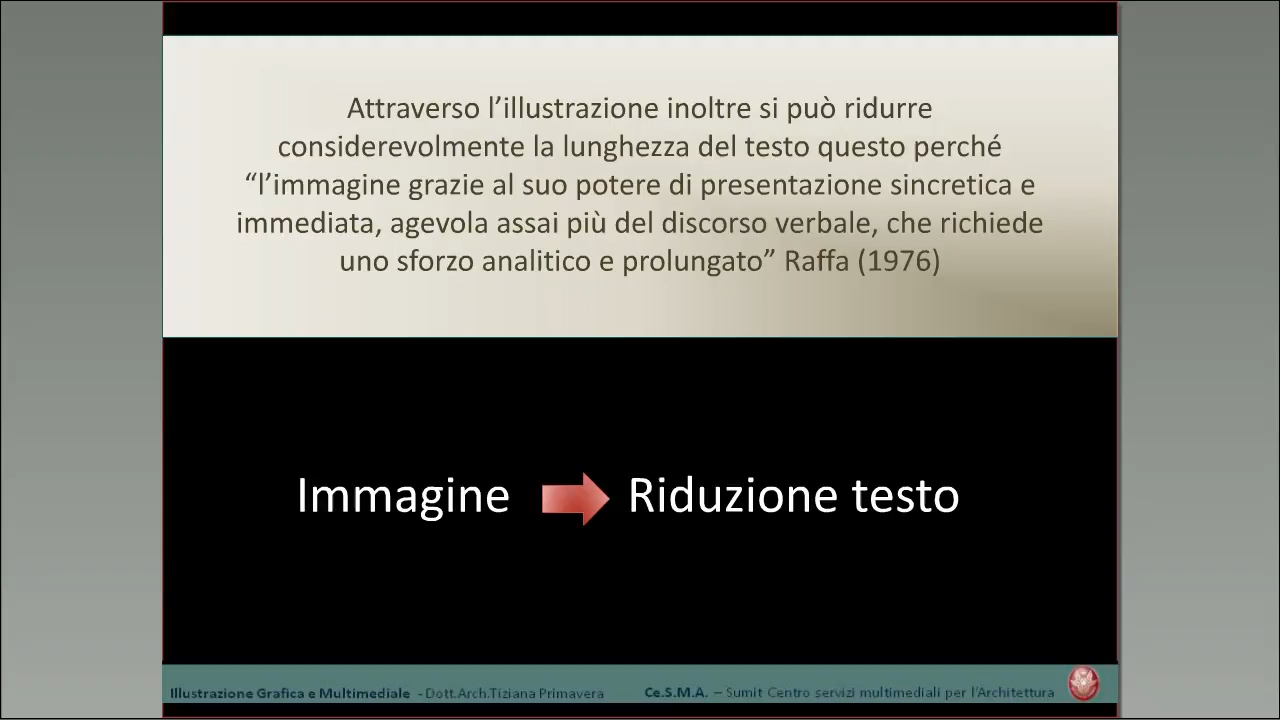 Attraverso l’illustrazione inoltre si può ridurre
considerevolmente la lunghezza del testo questo perché
“l’immagine grazie al suo potere di presentazione sincretica e
immediata, agevola assai più del discorso verbale, che richiede
uno sforzo analitico e prolungato” Raffa (1976)
Immagine Riduzione testo
Illustrazione Grafica e Multimediale - Dott.Arch.Tiziana Primavera Ce.S.M.A. – Sumit Centro servizi multimediali per l’Architettura